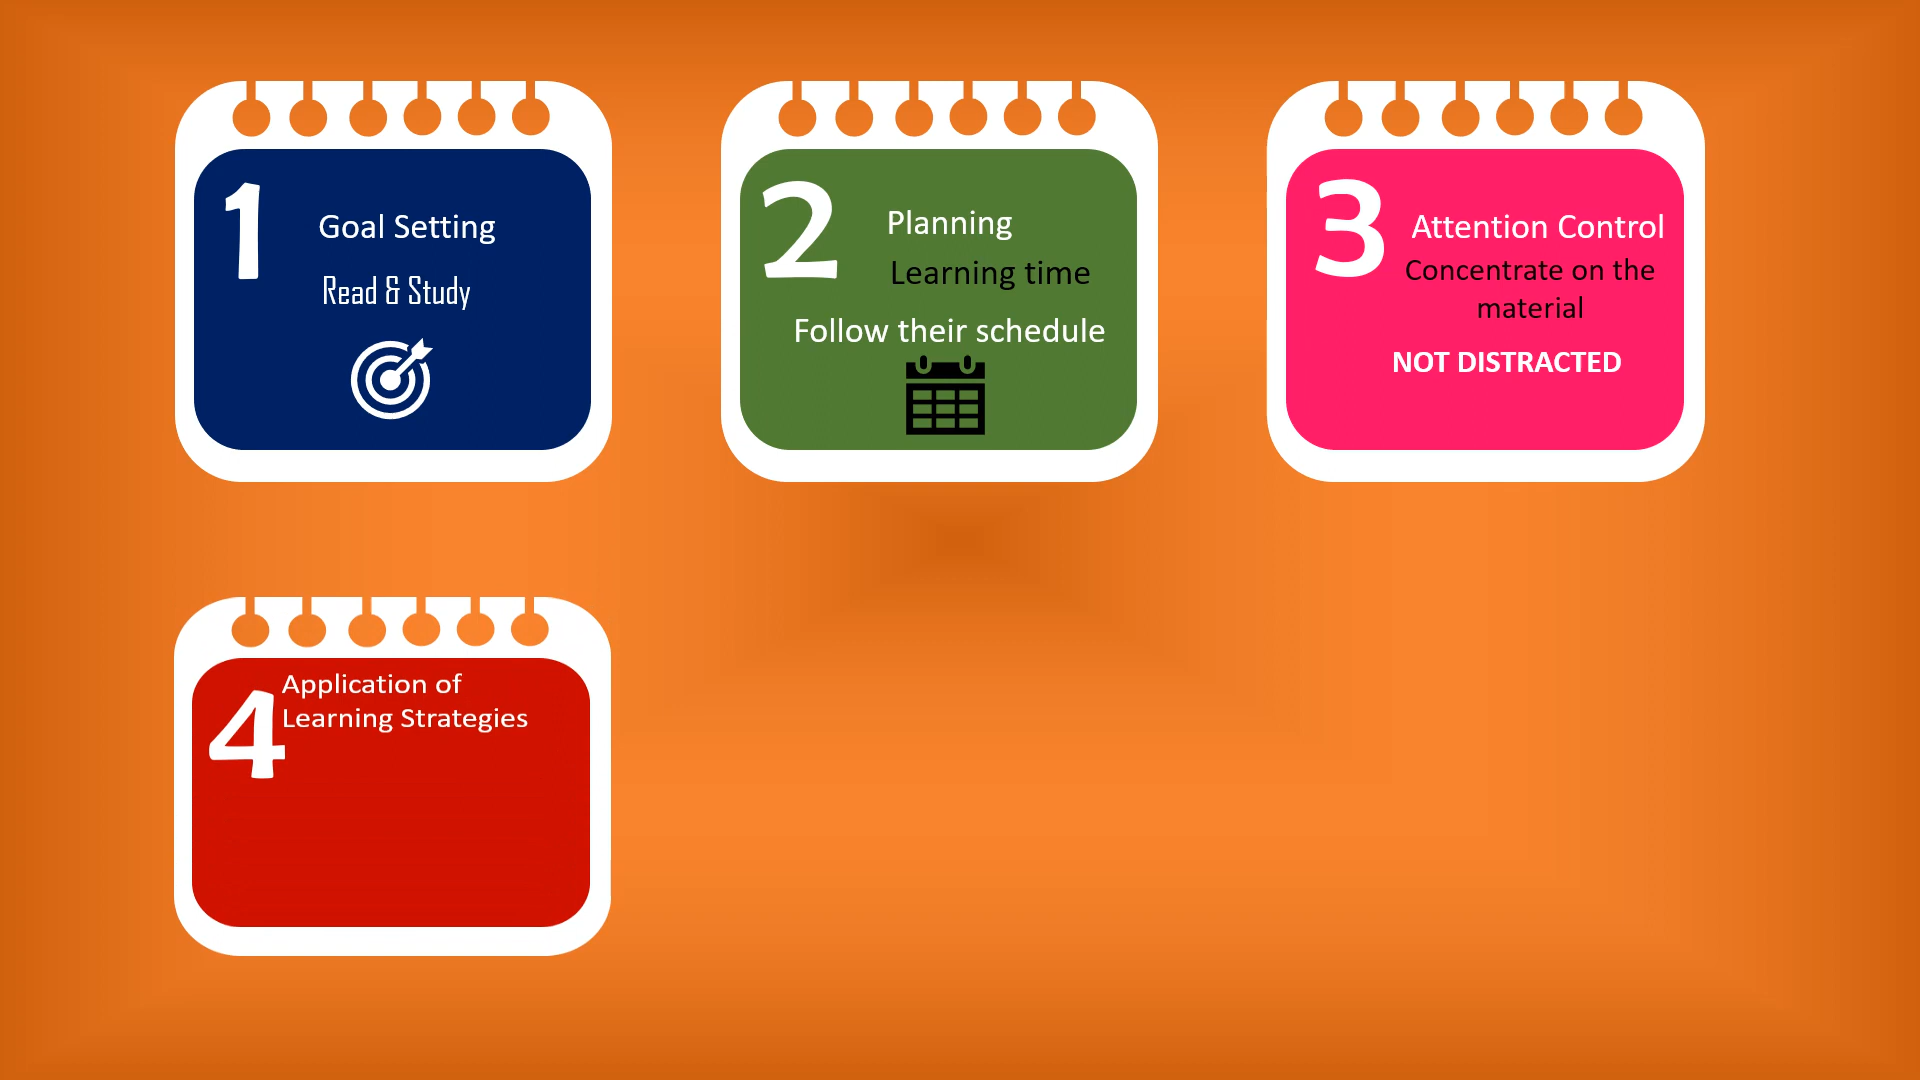 1
Goal Setting
Read & Study
2
Planning
Learning time
Follow their schedule
3
Attention Control
Concentrate on the
material
NOT DISTRACTED
4
Application of
Learning Strategies